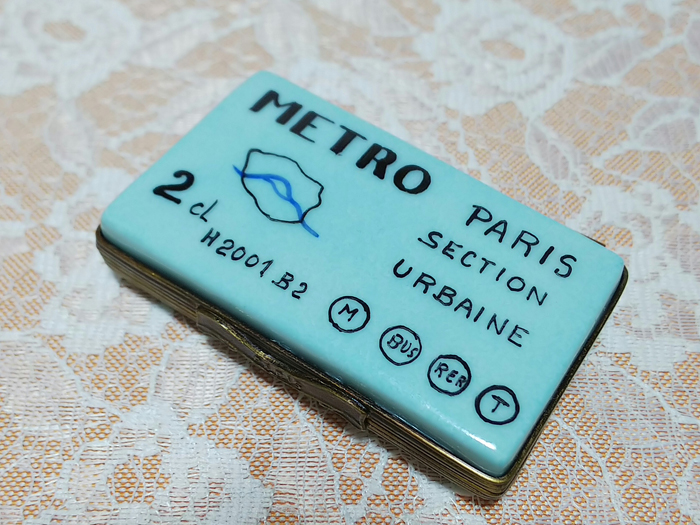 METRO
PARIS
SECTION
URBAINE
2 cl
H2001 B2
M BUS RER T